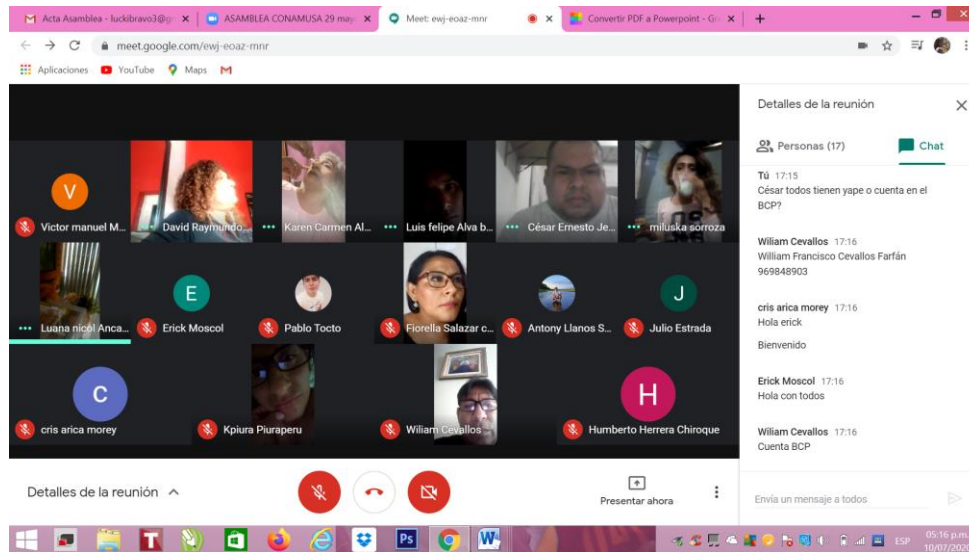 Acta Asamblea - luckibravo3@g
ASAMBLEA CONAMUSA 29 may
Meet: ewj-eoaz-mnr
Convertir PDF a Powerpoint - Gr
meet.google.com/ewj-eoaz-mnr
Aplicaciones
YouTube
Maps
Detalles de la reunión
Personas (17)
Chat
Tú 17:15
César todos tienen yape o cuenta en el
BCP?
Wiliam Cevallos 17:16
William Francisco Cevallos Farfán
969848903
cris arica morey 17:16
Hola erick
Bienvenido
Erick Moscol 17:16
Hola con todos
Wiliam Cevallos 17:16
Cuenta BCP
Envía un mensaje a todos
V
Victor manuel M...
David Raymundo...
Karen Carmen Al...
Luis felipe Alva b...
César Ernesto Je...
miluska sorroza
Luana nicol Anca...
E
Erick Moscol
Pablo Tocto
Fiorella Salazar c...
Antony Llanos S...
J
Julio Estrada
C
cris arica morey
Kpiura Piuraperu
Wiliam Cevallos
H
Humberto Herrera Chiroque
Detalles de la reunión
Presentar ahora
Ps
ESP
05:16 p.m.